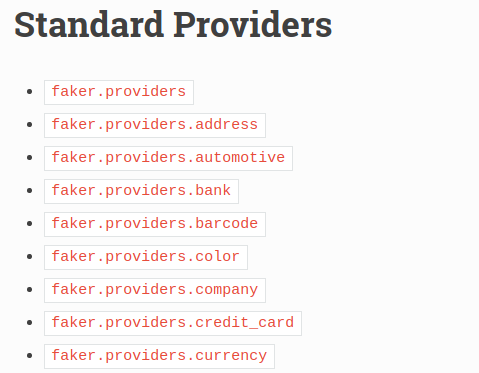 Standard Providers
faker.providers
faker.providers.address
faker.providers.automotive
faker.providers.bank
faker.providers.barcode
faker.providers.color
faker.providers.company
faker.providers.credit_card
faker.providers.currency